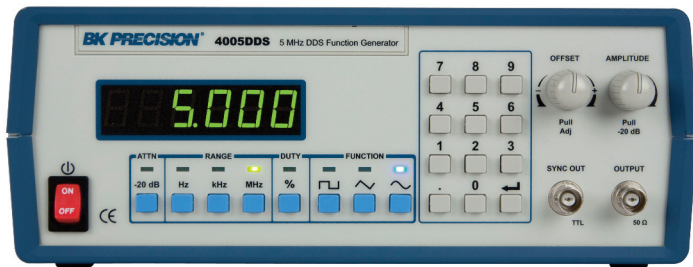 BK PRECISION® 4005DDS 5 MHz DDS Function Generator
5.000
ATTN RANGE DUTY FUNCTION
-20 dB Hz kHz MHz %
ON
OFF
CE
7 8 9
4 5 6
1 2 3
. 0
OFFSET AMPLITUDE
- +
Pull Adj
Pull -20 dB
SYNC OUT OUTPUT
TTL 50 Ω